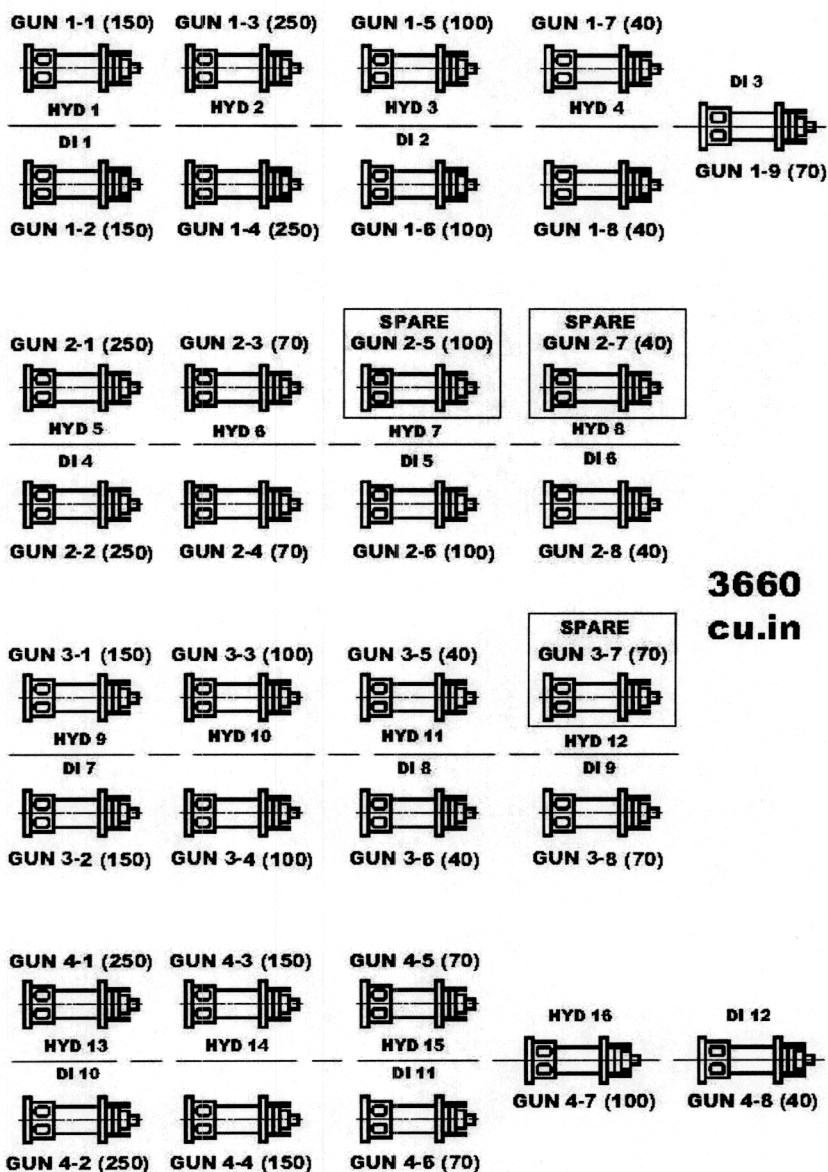 GUN 1-1 (150) GUN 1-3 (250) GUN 1-5 (100) GUN 1-7 (40)
DI 3
HYD 1 HYD 2 HYD 3 HYD 4
DI 1 DI 2
GUN 1-9 (70)
GUN 1-2 (150) GUN 1-4 (250) GUN 1-6 (100) GUN 1-8 (40)
SPARE SPARE
GUN 2-1 (250) GUN 2-3 (70) GUN 2-5 (100) GUN 2-7 (40)
HYD 5 HYD 6 HYD 7 HYD 8
DI 4 DI 5 DI 6
GUN 2-2 (250) GUN 2-4 (70) GUN 2-6 (100) GUN 2-8 (40)
3660
cu.in
SPARE
GUN 3-1 (150) GUN 3-3 (100) GUN 3-5 (40) GUN 3-7 (70)
HYD 9 HYD 10 HYD 11 HYD 12
DI 7 DI 8 DI 9
GUN 3-2 (150) GUN 3-4 (100) GUN 3-6 (40) GUN 3-8 (70)
GUN 4-1 (250) GUN 4-3 (150) GUN 4-5 (70)
HYD 16 DI 12
HYD 13 HYD 14 HYD 15
DI 10 DI 11
GUN 4-7 (100) GUN 4-8 (40)
GUN 4-2 (250) GUN 4-4 (150) GUN 4-6 (70)